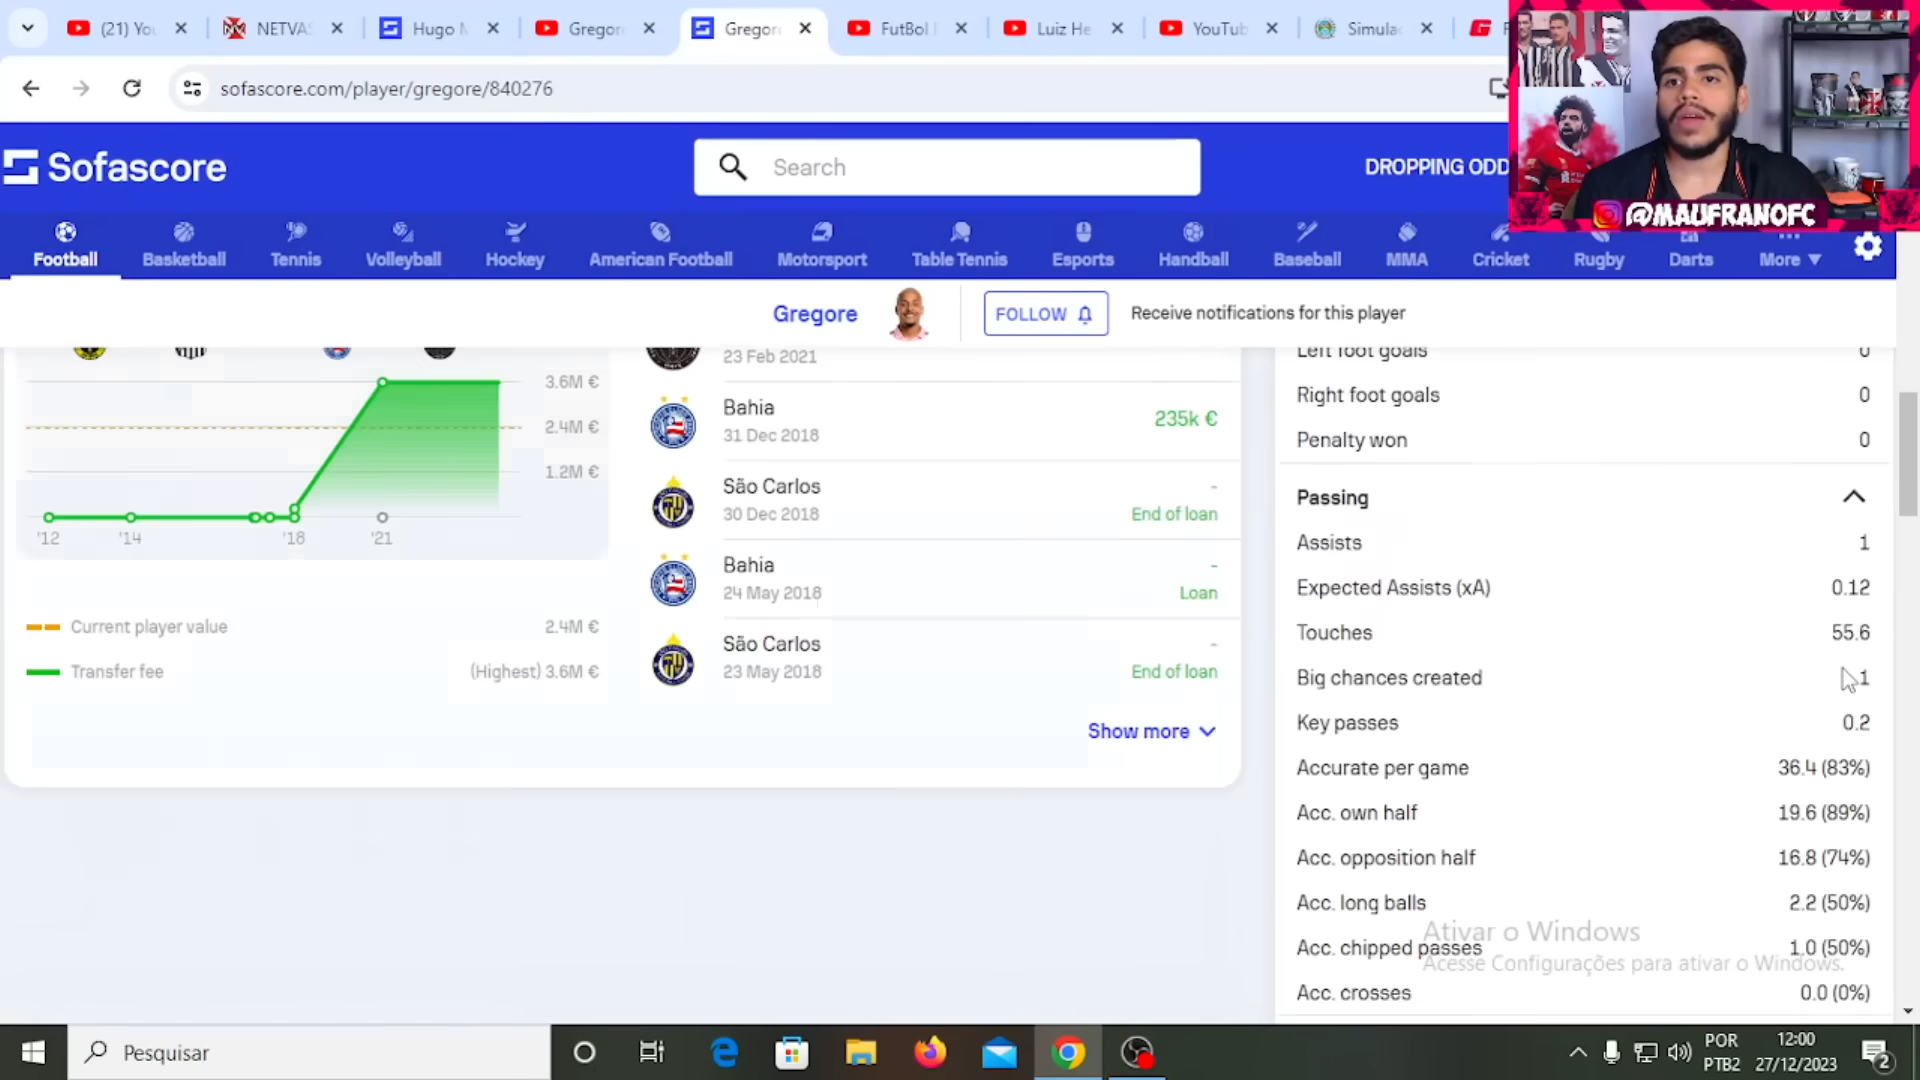 (21) You
NETVAS
Hugo M
Gregor
Gregor
FutBol
Luiz He
YouTub
Simula
sofascore.com/player/gregore/840276
Sofascore
Search
DROPPING ODD
@MAUFRANOFC
Football
Basketball
Tennis
Volleyball
Hockey
American Football
Motorsport
Table Tennis
Esports
Handball
Baseball
MMA
Cricket
Rugby
Darts
More
Gregore
FOLLOW
Receive notifications for this player
3.6M €
2.4M €
1.2M €
'12
'14
'18
'21
Current player value 2.4M €
Transfer fee (Highest) 3.6M €
23 Feb 2021
Bahia
31 Dec 2018
235k €
São Carlos
30 Dec 2018
-
End of loan
Bahia
24 May 2018
-
Loan
São Carlos
23 May 2018
-
End of loan
Show more
Left foot goals 0
Right foot goals 0
Penalty won 0
Passing
Assists 1
Expected Assists (xA) 0.12
Touches 55.6
Big chances created 1
Key passes 0.2
Accurate per game 36.4 (83%)
Acc. own half 19.6 (89%)
Acc. opposition half 16.8 (74%)
Acc. long balls 2.2 (50%)
Ativar o Windows
Acc. chipped passes 1.0 (50%)
Acesse Configurações para ativar o Windows.
Acc. crosses 0.0 (0%)
Pesquisar
POR
PTB2
12:00
27/12/2023
2